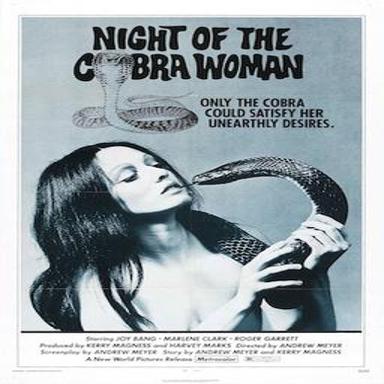 NIGHT OF THE
COBRA WOMAN
ONLY THE COBRA
COULD SATISFY HER
UNEARTHLY DESIRES.
Starring JOY BANG · MARLENE CLARK · ROGER GARRETT
Produced by KERRY MAGNESS and HARVEY MARKS Directed by ANDREW MEYER
Screenplay by ANDREW MEYER Story by ANDREW MEYER and KERRY MAGNESS
A New World Pictures Release Metrocolor R